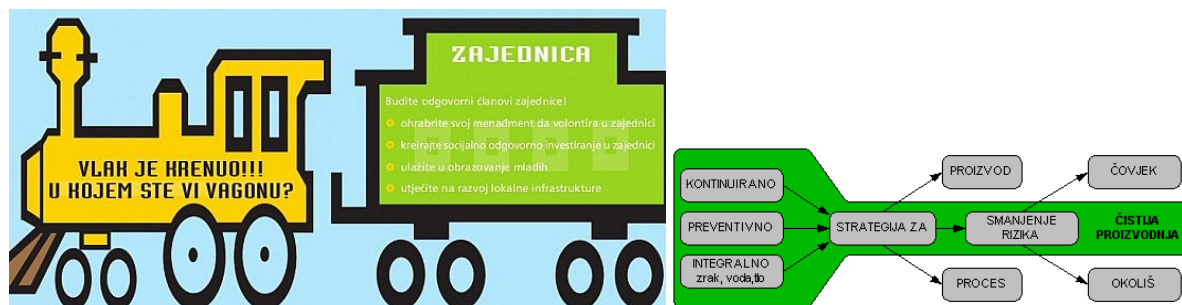 VLAK JE KRENUO!!!
U KOJEM STE VI VAGONU?
ZAJEDNICA
Budite odgovorni članovi zajednice!
ohrabrite svoj menadment da volontira u zajednici
kreirajte socijalno odgovorno investiranje u zajednici
ulažite u obrazovanje mladih
utječite na razvoj lokalne infrastrukture
KONTINUIRANO
PREVENTIVNO
INTEGRALNO
zrak, voda,tlo
STRATEGIJA ZA
PROIZVOD
PROCES
SMANJENJE
RIZIKA
ČOVJEK
OKOLIŠ
ČISTIJA
PROIZVODNJA